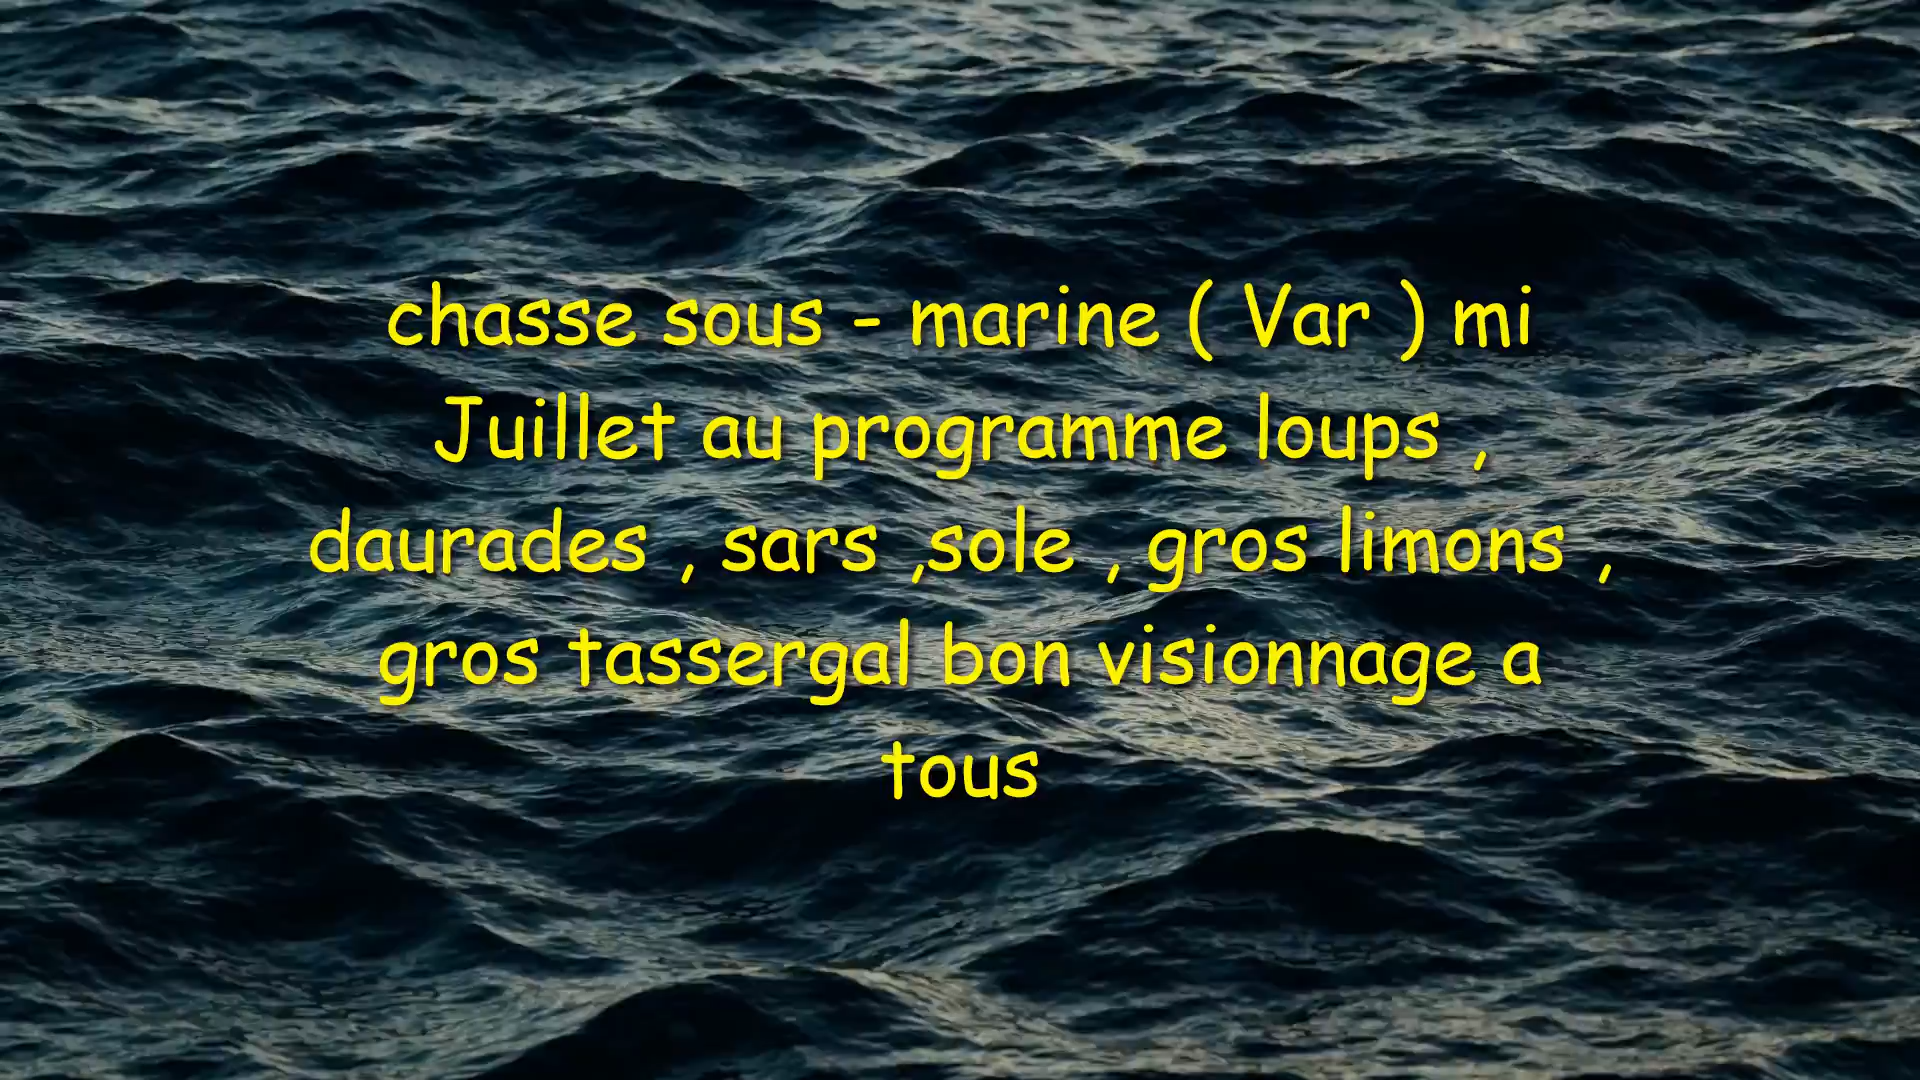 chasse sous - marine ( Var ) mi
Juillet au programme loups ,
daurades , sars ,sole , gros limons ,
gros tassergal bon visionnage a
tous